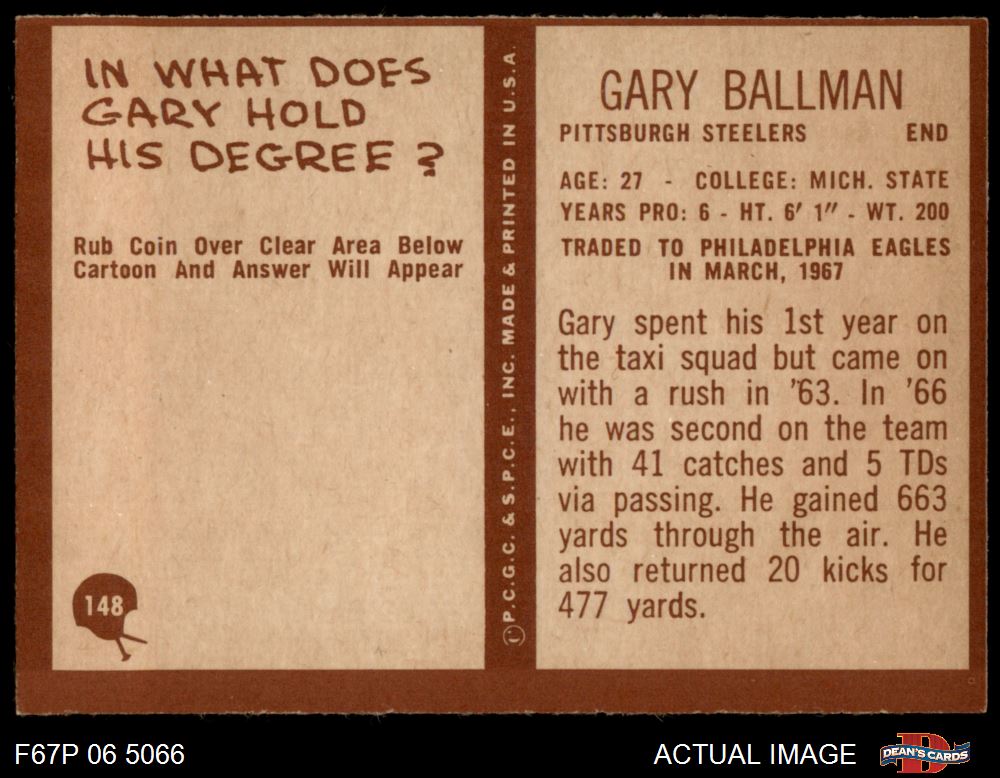 IN WHAT DOES
GARY HOLD
HIS DEGREE ?
Rub Coin Over Clear Area Below
Cartoon And Answer Will Appear
148
© P.C.G.C. & S.P.C.E., INC. MADE & PRINTED IN U.S.A.
GARY BALLMAN
PITTSBURGH STEELERS END
AGE: 27 - COLLEGE: MICH. STATE
YEARS PRO: 6 - HT. 6' 1" - WT. 200
TRADED TO PHILADELPHIA EAGLES
IN MARCH, 1967
Gary spent his 1st year on
the taxi squad but came on
with a rush in '63. In '66
he was second on the team
with 41 catches and 5 TDs
via passing. He gained 663
yards through the air. He
also returned 20 kicks for
477 yards.
F67P 06 5066
ACTUAL IMAGE
D
DEAN'S CARDS